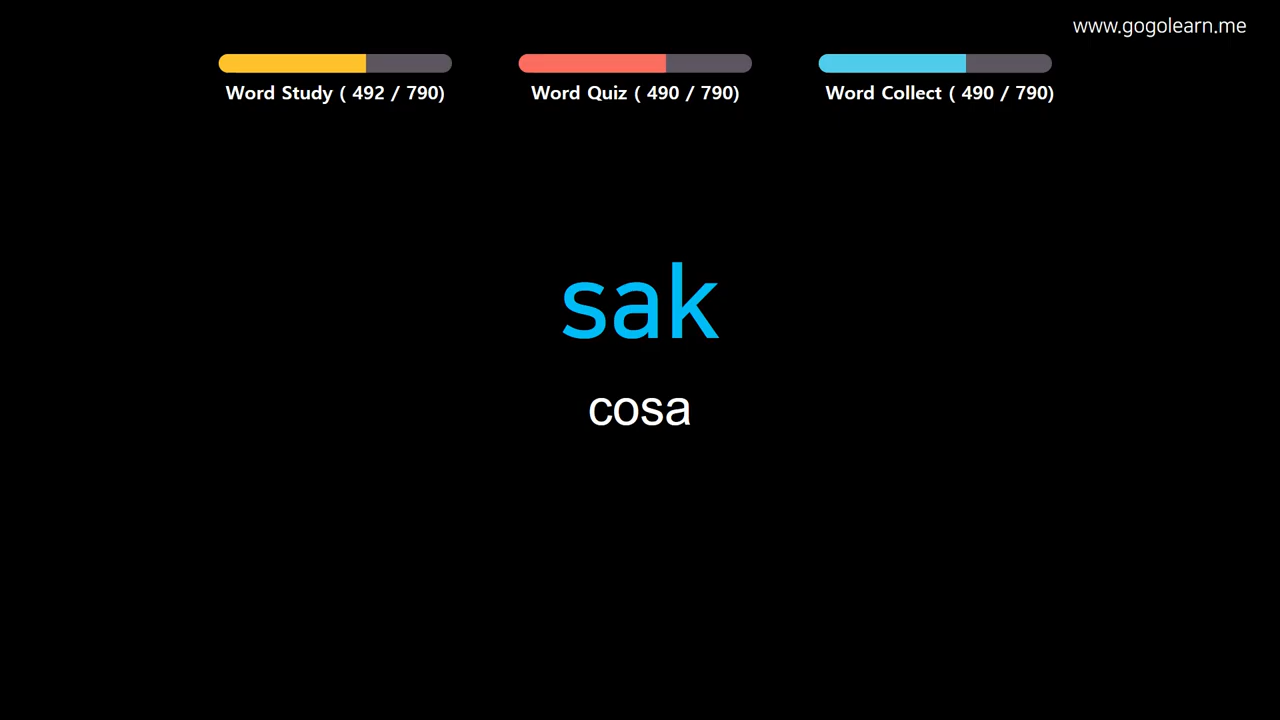 www.gogolearn.me
Word Study ( 492 / 790)
Word Quiz ( 490 / 790)
Word Collect ( 490 / 790)
sak
cosa